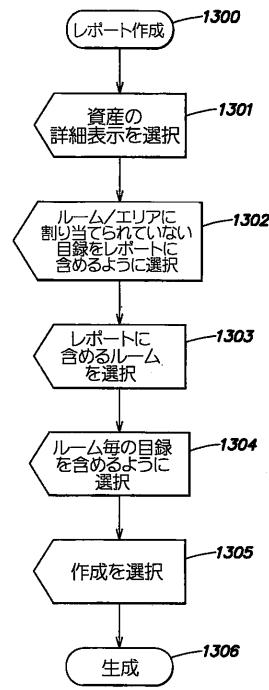 レポート作成
1300
資産の
詳細表示を選択
1301
ルーム/エリアに
割り当てられていない
目録をレポートに
含めるように選択
1302
レポートに
含めるルーム
を選択
1303
ルーム毎の目録
を含めるように
選択
1304
作成を選択
1305
生成
1306